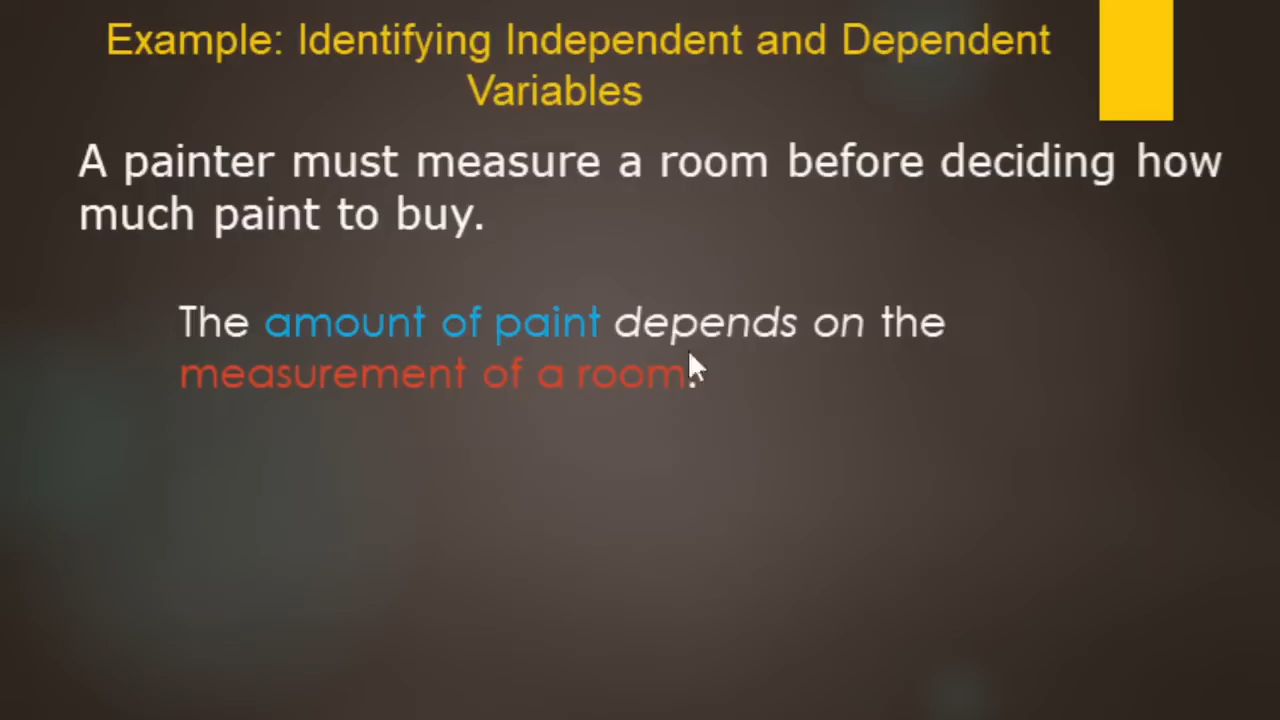 Example: Identifying Independent and Dependent
Variables
A painter must measure a room before deciding how
much paint to buy.
The amount of paint depends on the
measurement of a room.